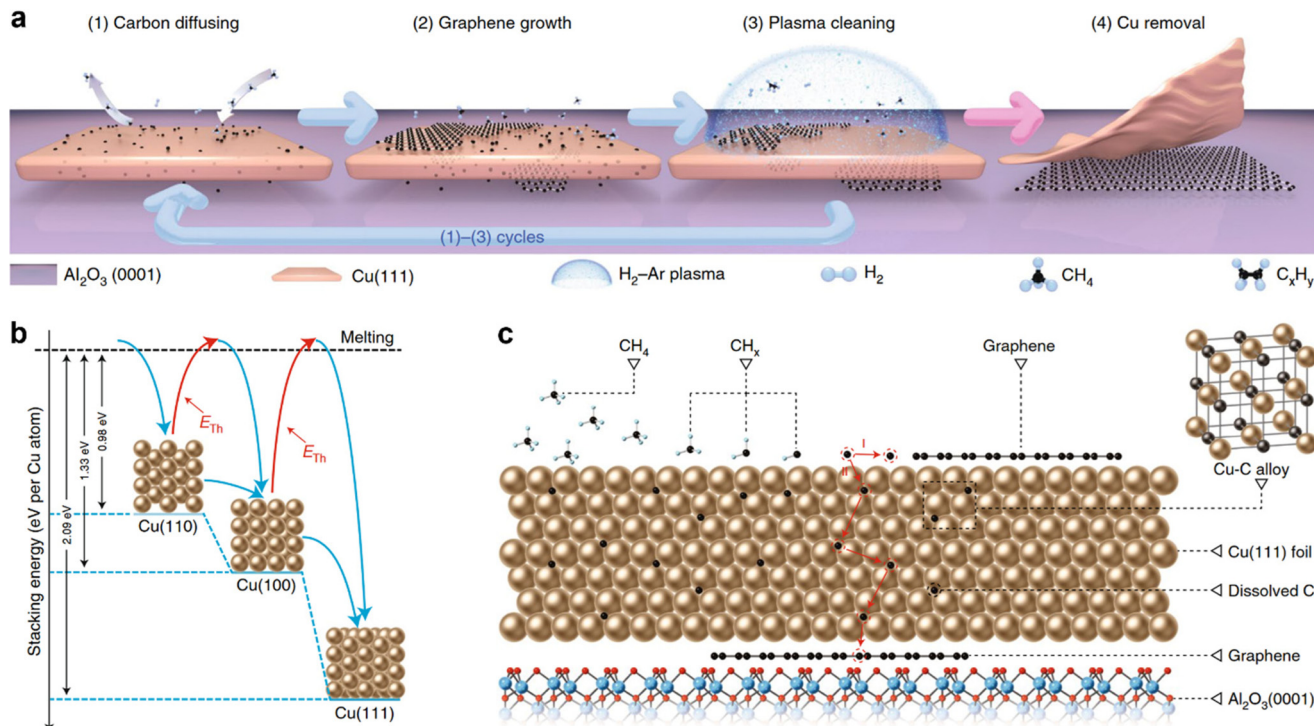 a
(1) Carbon diffusing
(2) Graphene growth
(3) Plasma cleaning
(4) Cu removal
(1)–(3) cycles
Al₂O₃ (0001)
Cu(111)
H₂–Ar plasma
H₂
CH₄
CₓHᵧ
b
Stacking energy (eV per Cu atom)
2.09 eV
1.33 eV
0.98 eV
Melting
E_Th
E_Th
Cu(110)
Cu(100)
Cu(111)
c
CH₄
CHₓ
Graphene
I
II
Cu-C alloy
Cu(111) foil
Dissolved C
Graphene
Al₂O₃(0001)